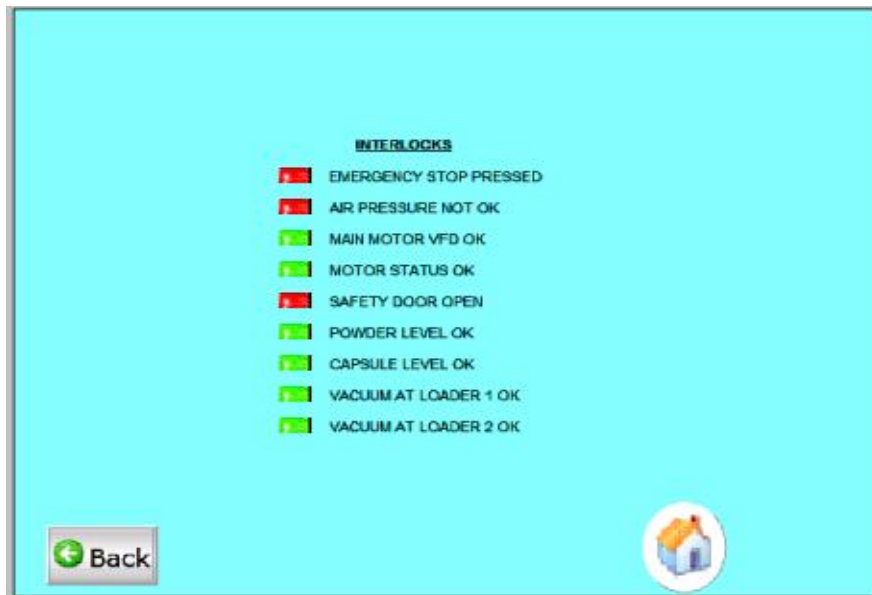 INTERLOCKS
EMERGENCY STOP PRESSED
AIR PRESSURE NOT OK
MAIN MOTOR VFD OK
MOTOR STATUS OK
SAFETY DOOR OPEN
POWDER LEVEL OK
CAPSULE LEVEL OK
VACUUM AT LOADER 1 OK
VACUUM AT LOADER 2 OK
Back